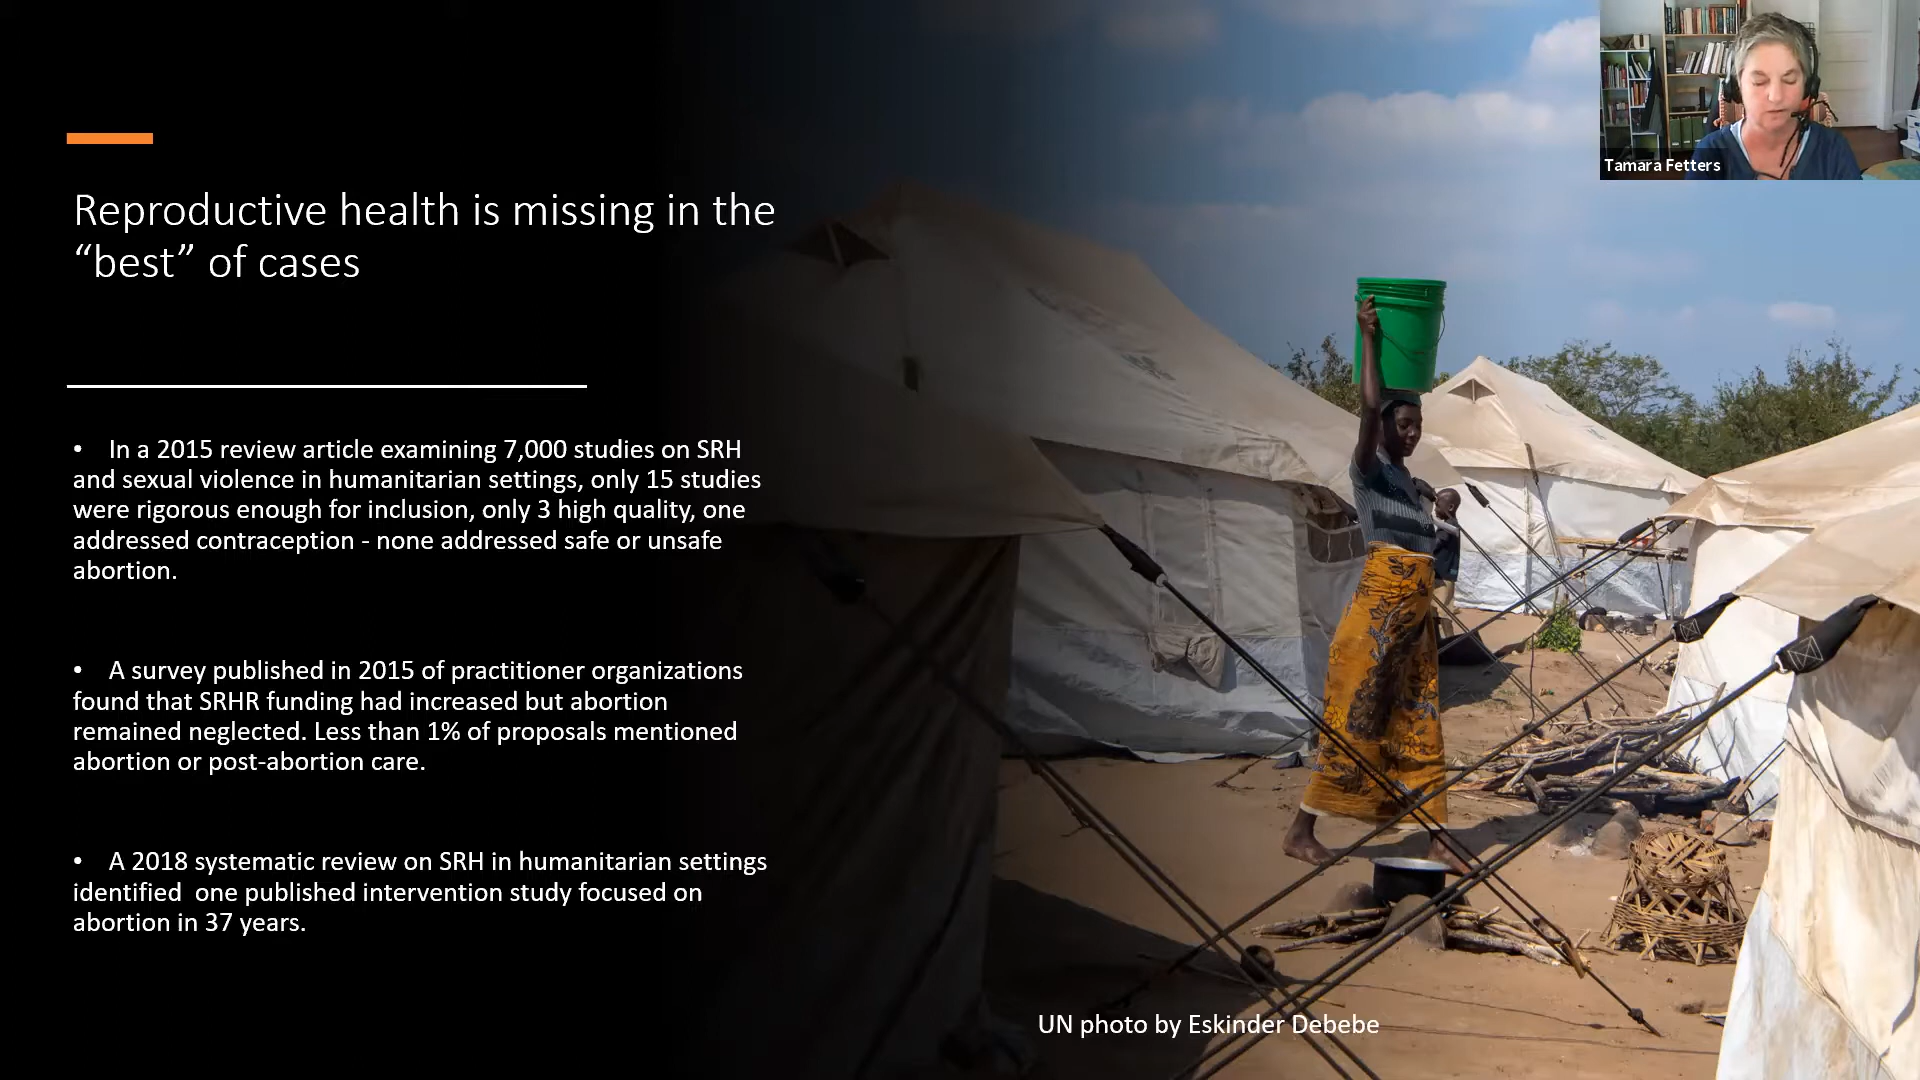 Reproductive health is missing in the
“best” of cases
• In a 2015 review article examining 7,000 studies on SRH
and sexual violence in humanitarian settings, only 15 studies
were rigorous enough for inclusion, only 3 high quality, one
addressed contraception - none addressed safe or unsafe
abortion.
• A survey published in 2015 of practitioner organizations
found that SRHR funding had increased but abortion
remained neglected. Less than 1% of proposals mentioned
abortion or post-abortion care.
• A 2018 systematic review on SRH in humanitarian settings
identified  one published intervention study focused on
abortion in 37 years.
UN photo by Eskinder Debebe
Tamara Fetters